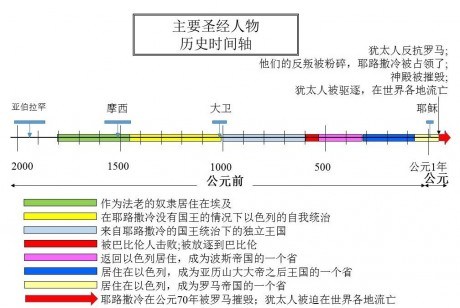 主要圣经人物
历史时间轴
犹太人反抗罗马;
他们的反叛被粉碎，耶路撒冷被占领了;
神殿被摧毁;
犹太人被驱逐，在世界各地流亡
亚伯拉罕
摩西
大卫
耶稣
2000
1500
1000
500
公元1年
公元前
公元
作为法老的奴隶居住在埃及
在耶路撒冷没有国王的情况下以色列的自我统治
来自耶路撒冷的国王统治下的独立王国
被巴比伦人击败;被放逐到巴比伦
返回以色列居住，成为波斯帝国的一个省
居住在以色列，成为亚历山大大帝之后王国的一个省
居住在以色列，成为罗马帝国的一个省
耶路撒冷在公元70年被罗马摧毁；犹太人被迫在世界各地流亡